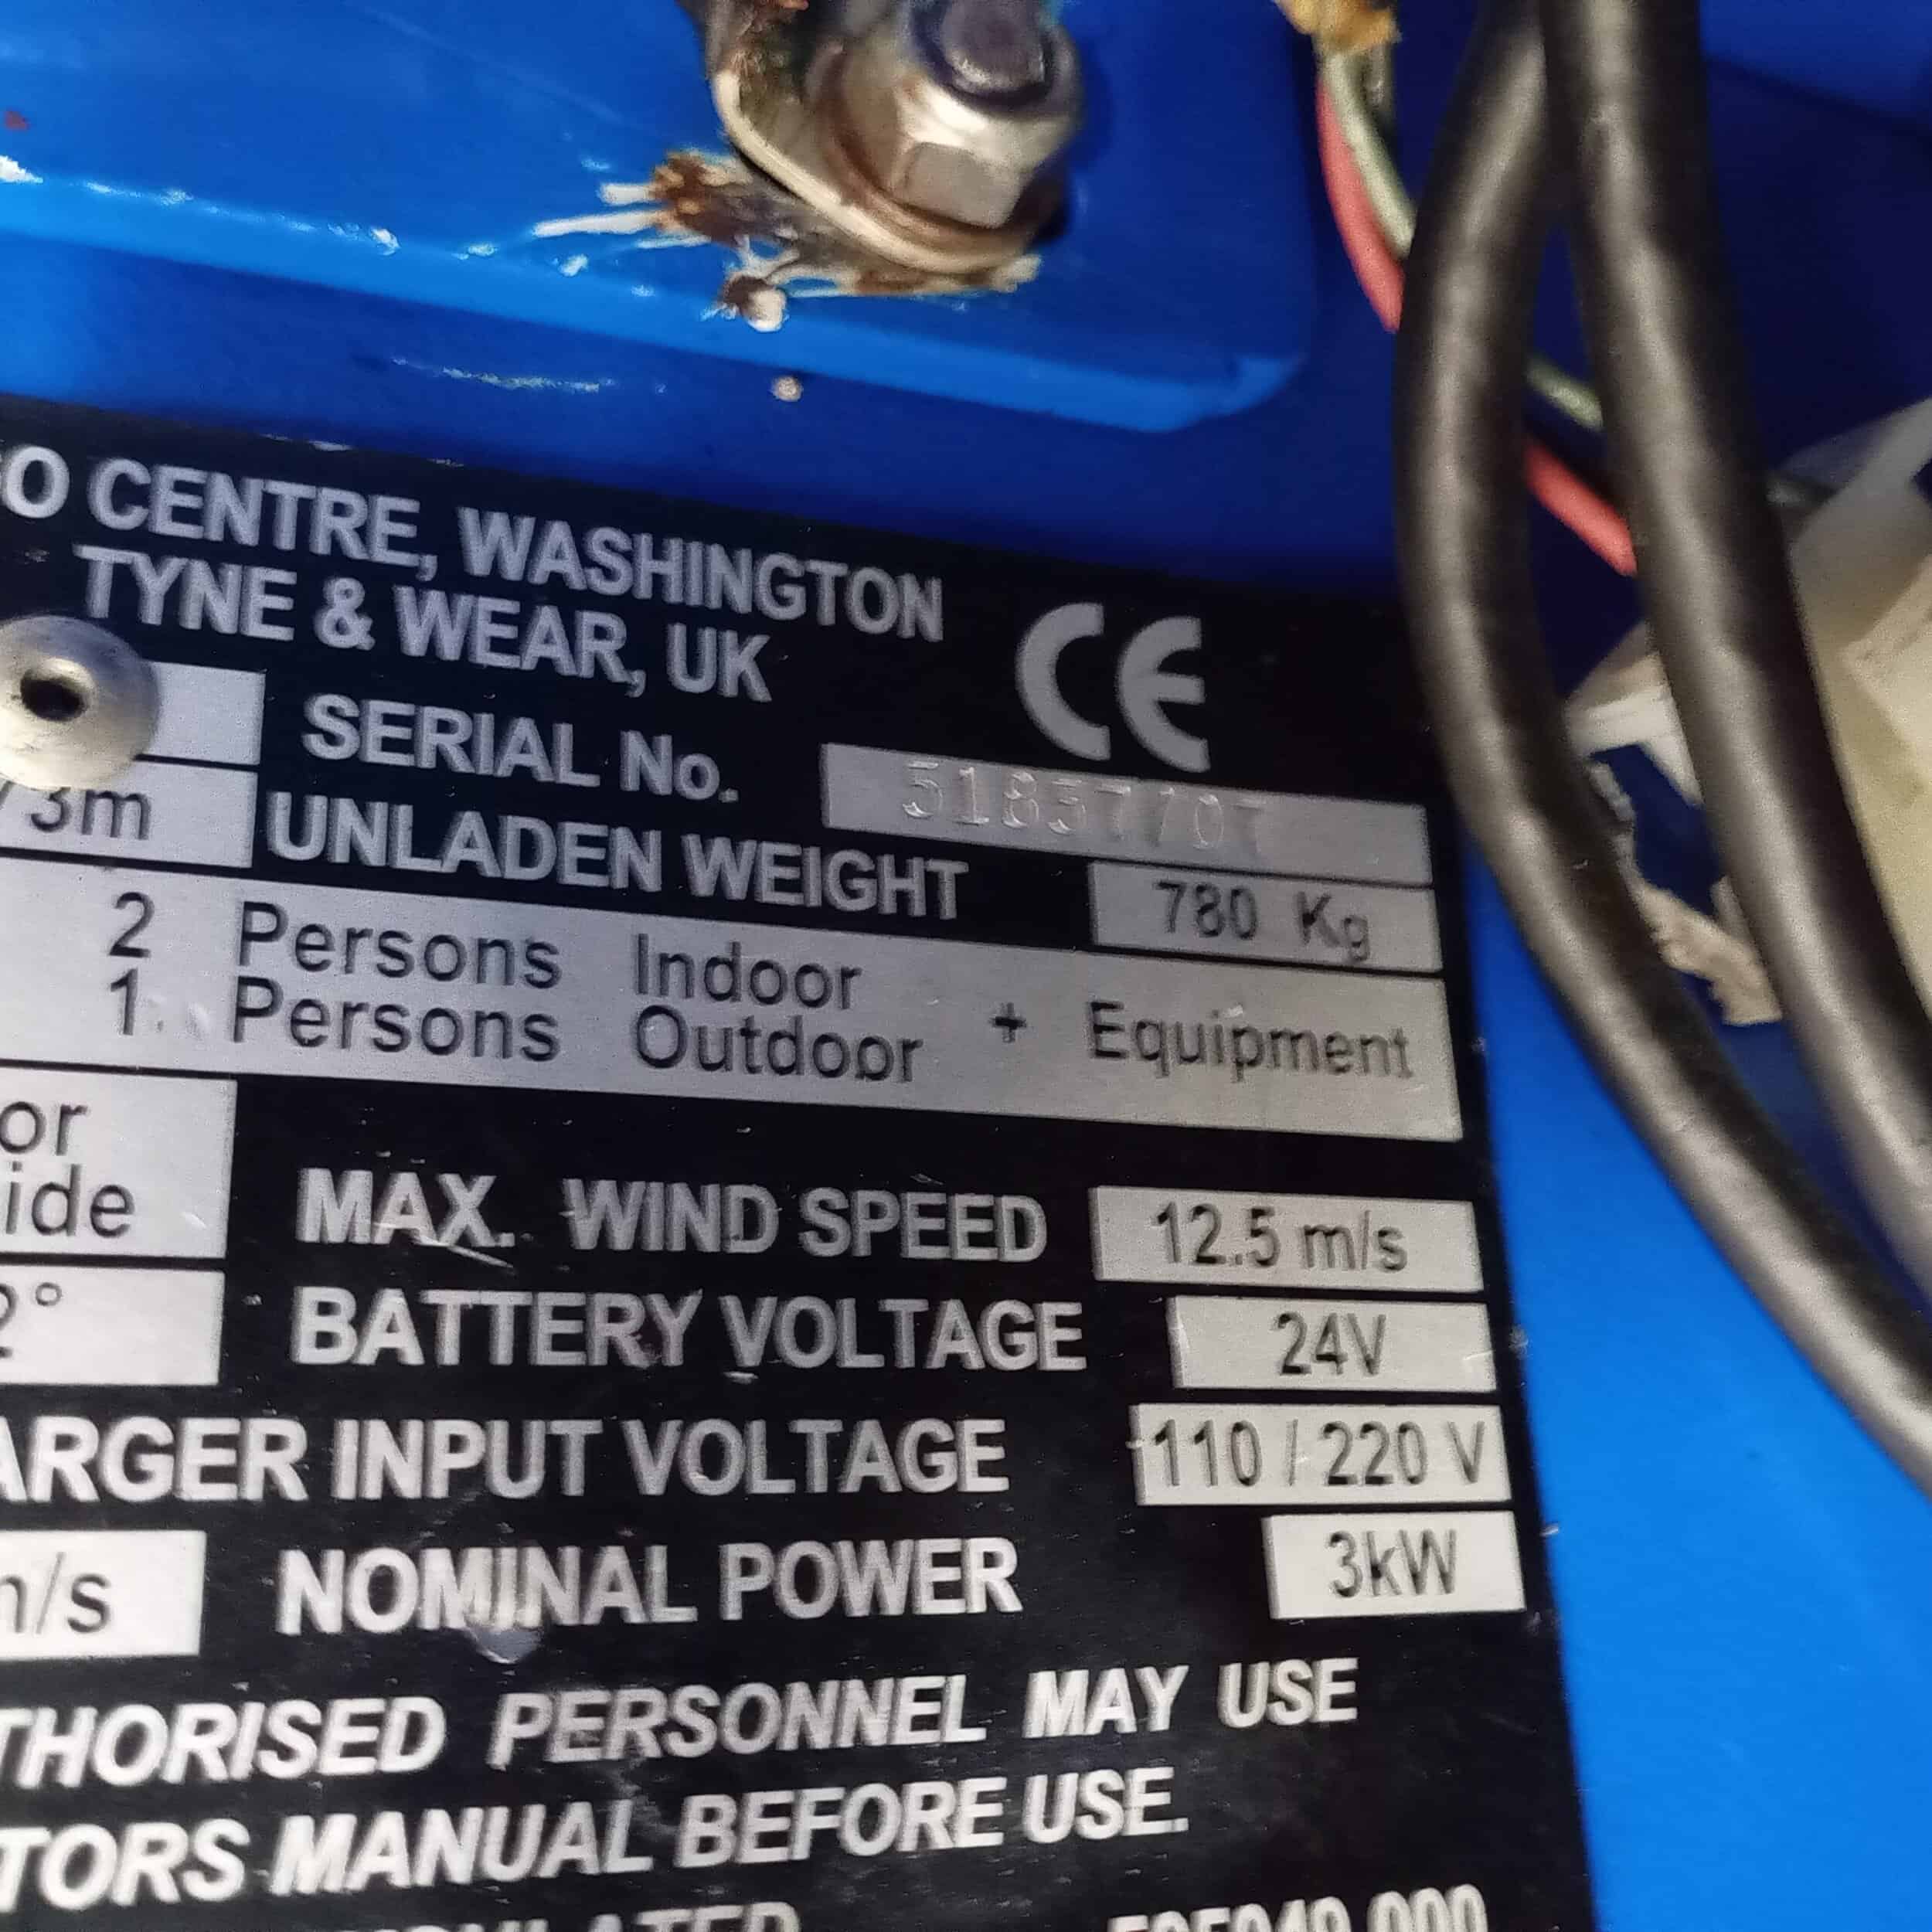 O CENTRE, WASHINGTON
TYNE & WEAR, UK
CE
SERIAL No. 51857707
3m UNLADEN WEIGHT 780 Kg
2 Persons Indoor
1 Persons Outdoor + Equipment
or
ide
MAX. WIND SPEED 12.5 m/s
2° BATTERY VOLTAGE 24V
ARGER INPUT VOLTAGE 110 / 220 V
m/s NOMINAL POWER 3kW
THORISED PERSONNEL MAY USE
TORS MANUAL BEFORE USE.